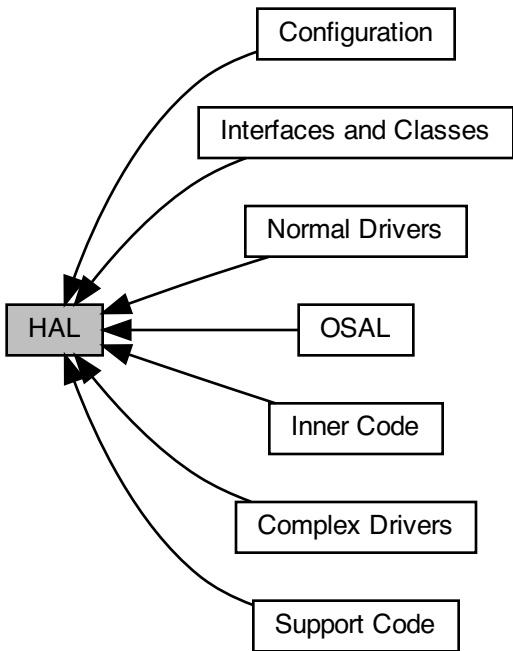 Configuration
Interfaces and Classes
Normal Drivers
HAL
OSAL
Inner Code
Complex Drivers
Support Code